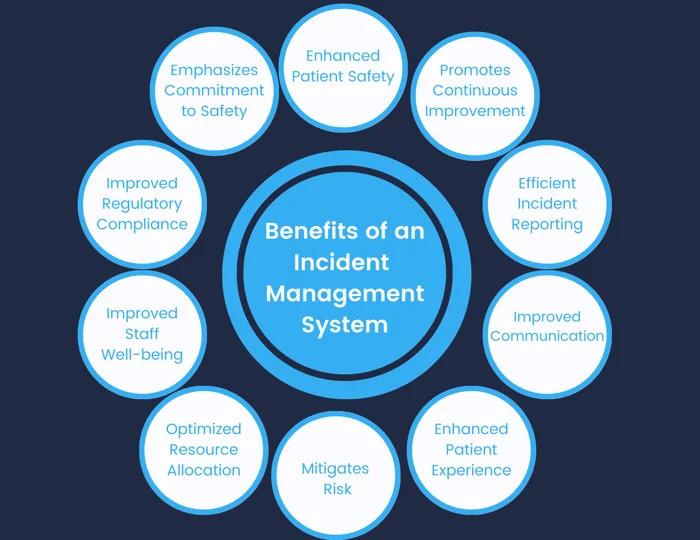 Enhanced
Patient Safety
Promotes
Continuous
Improvement
Efficient
Incident
Reporting
Improved
Communication
Enhanced
Patient
Experience
Mitigates
Risk
Optimized
Resource
Allocation
Improved
Staff
Well-being
Improved
Regulatory
Compliance
Emphasizes
Commitment
to Safety
Benefits of an
Incident
Management
System